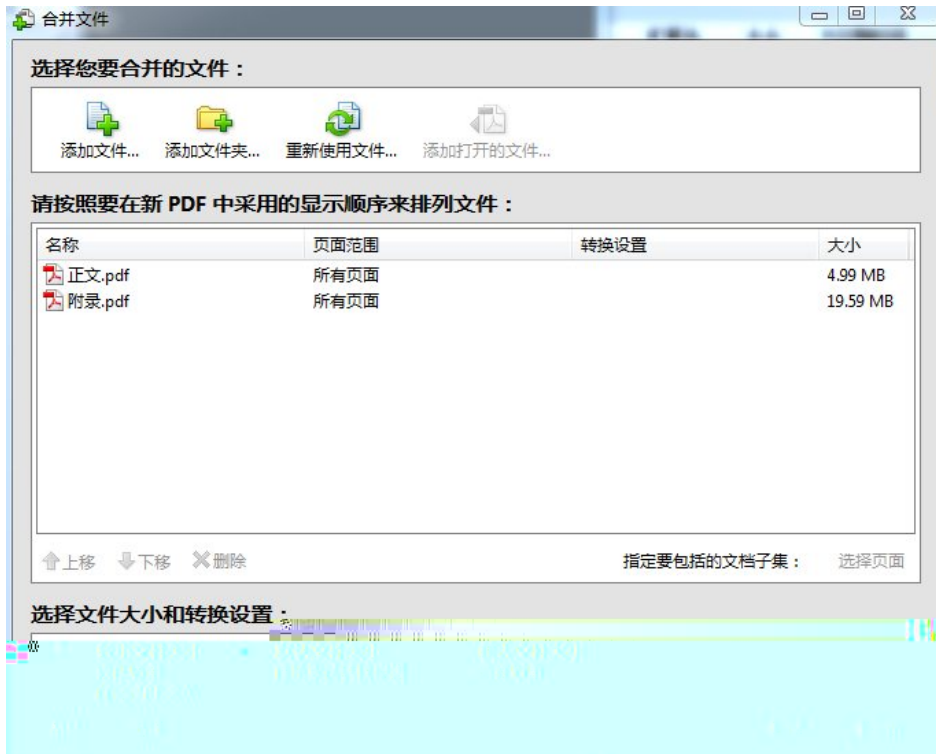 合并文件
选择您要合并的文件：
添加文件... 添加文件夹... 重新使用文件... 添加打开的文件...
请按照要在新 PDF 中采用的显示顺序来排列文件：
名称 页面范围 转换设置 大小
正文.pdf 所有页面 4.99 MB
附录.pdf 所有页面 19.59 MB
上移 下移 删除 指定要包括的文档子集： 选择页面
选择文件大小和转换设置：